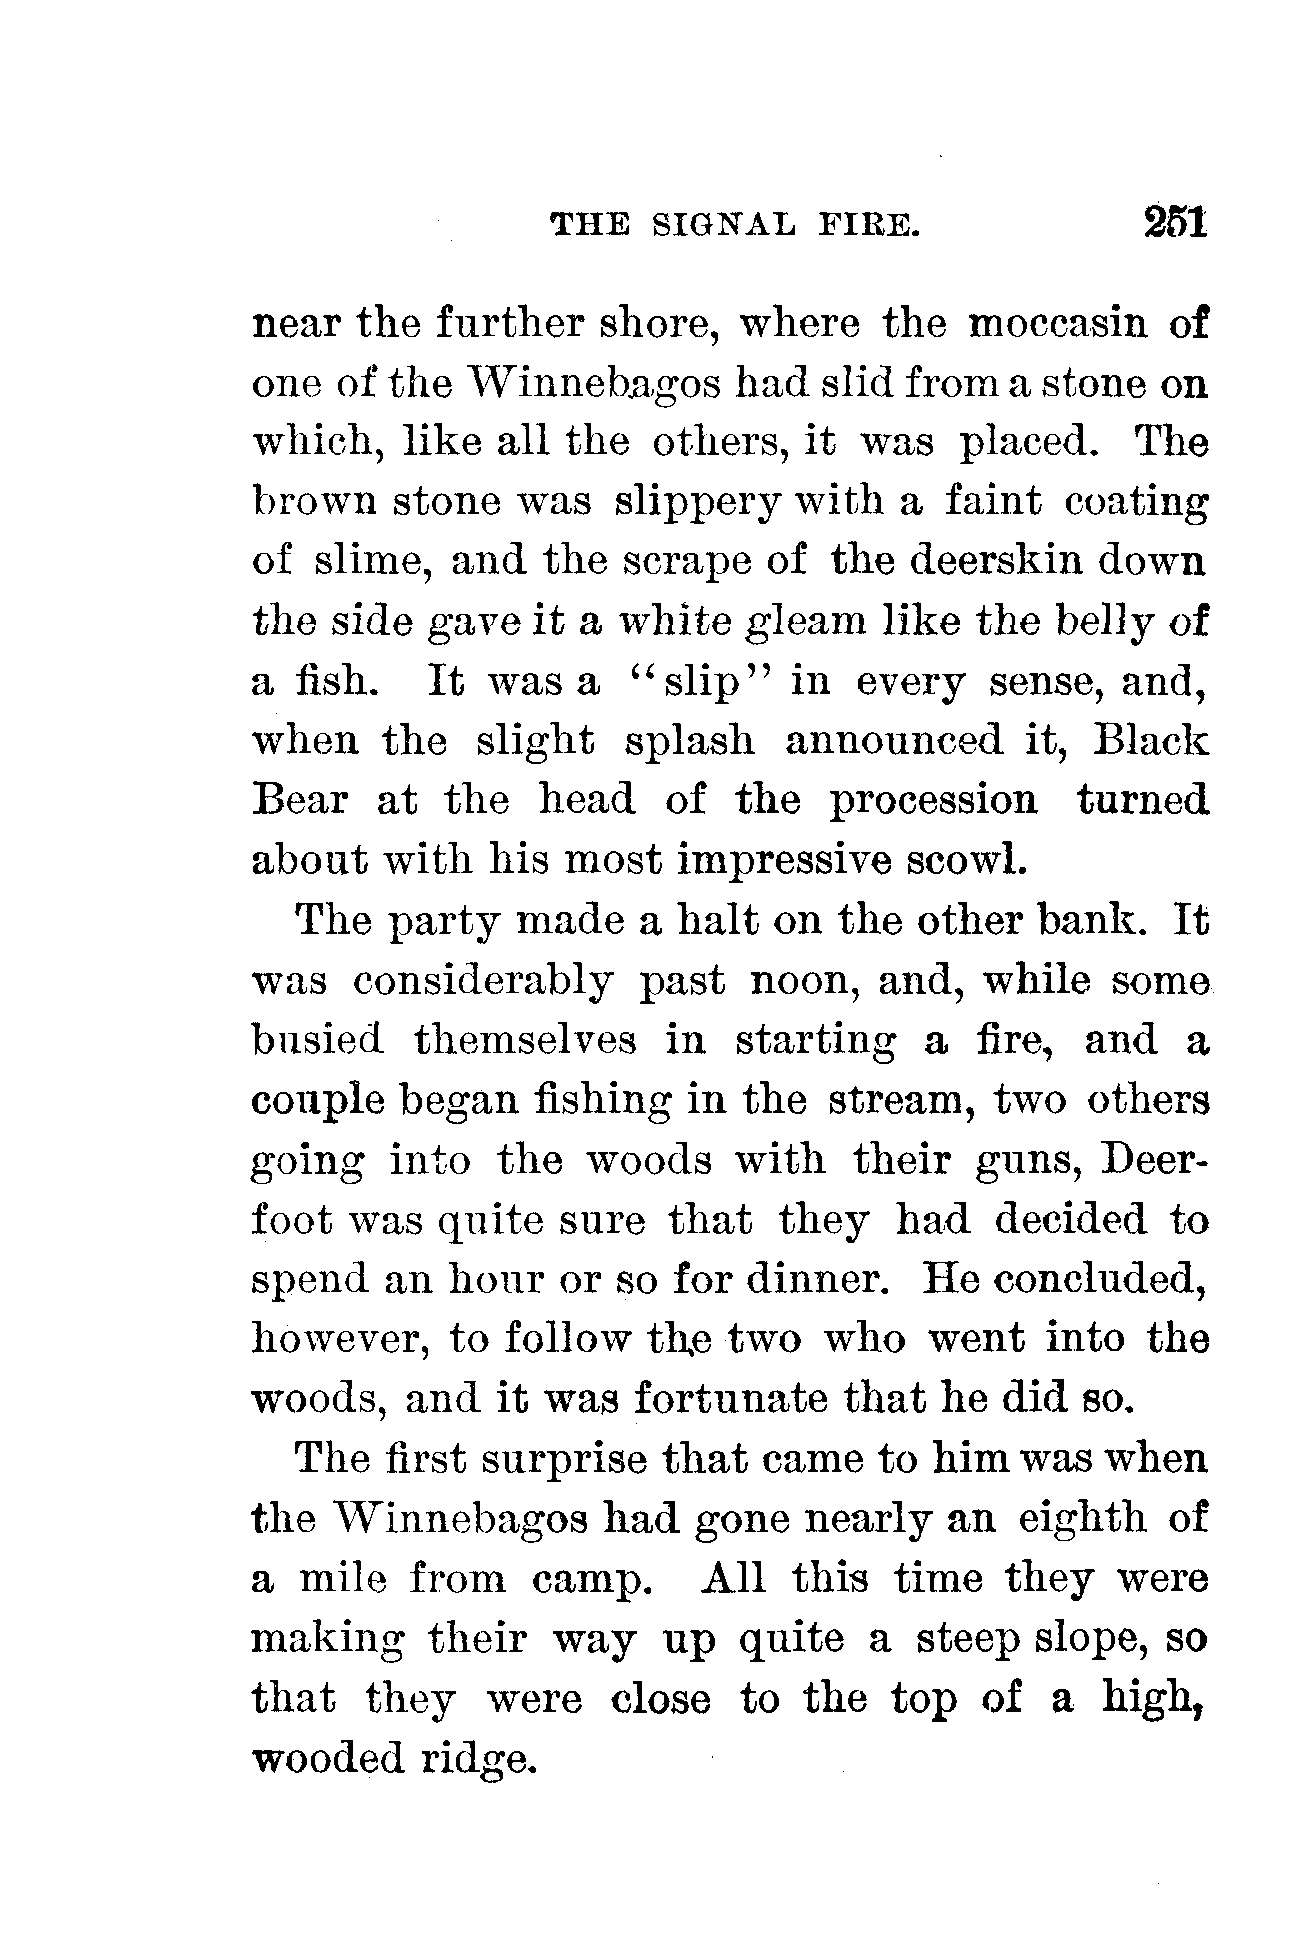 THE SIGNAL FIRE. 251
near the further shore, where the moccasin of
one of the Winnebagos had slid from a stone on
which, like all the others, it was placed. The
brown stone was slippery with a faint coating
of slime, and the scrape of the deerskin down
the side gave it a white gleam like the belly of
a fish. It was a “slip” in every sense, and,
when the slight splash announced it, Black
Bear at the head of the procession turned
about with his most impressive scowl.
The party made a halt on the other bank. It
was considerably past noon, and, while some
busied themselves in starting a fire, and a
couple began fishing in the stream, two others
going into the woods with their guns, Deer-
foot was quite sure that they had decided to
spend an hour or so for dinner. He concluded,
however, to follow the two who went into the
woods, and it was fortunate that he did so.
The first surprise that came to him was when
the Winnebagos had gone nearly an eighth of
a mile from camp. All this time they were
making their way up quite a steep slope, so
that they were close to the top of a high,
wooded ridge.